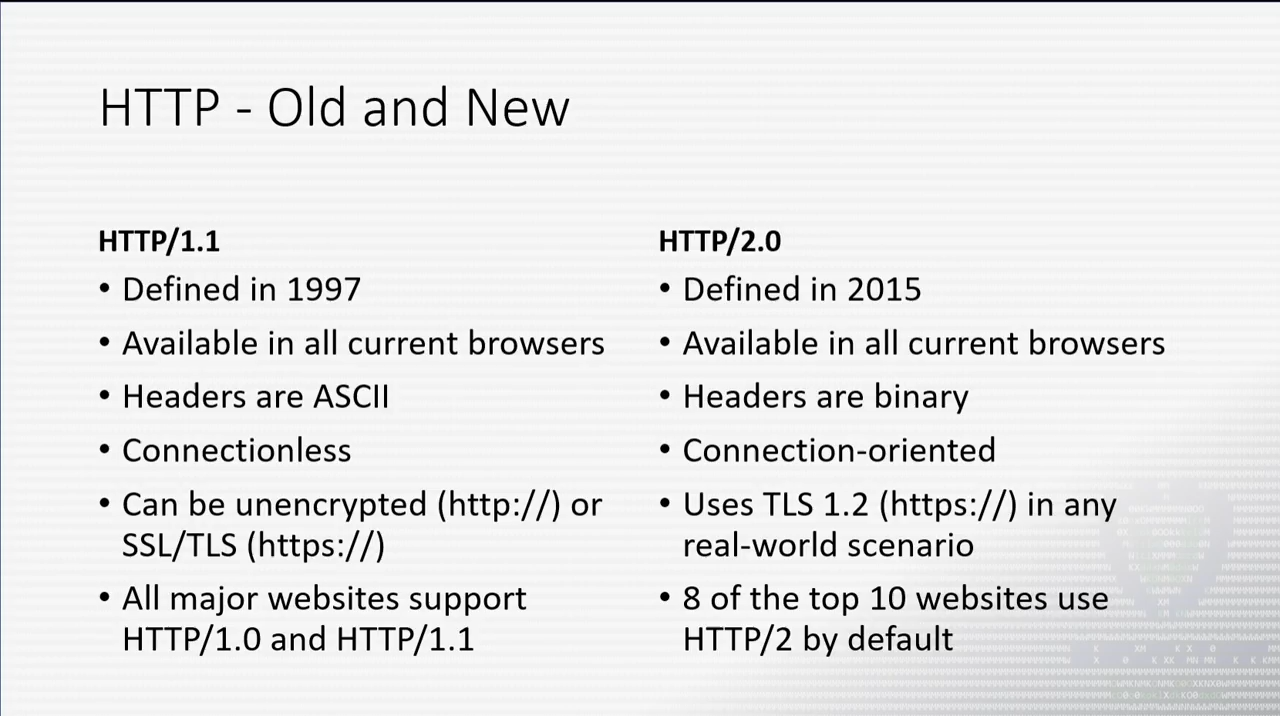 HTTP - Old and New
HTTP/1.1
• Defined in 1997
• Available in all current browsers
• Headers are ASCII
• Connectionless
• Can be unencrypted (http://) or
SSL/TLS (https://)
• All major websites support
HTTP/1.0 and HTTP/1.1
HTTP/2.0
• Defined in 2015
• Available in all current browsers
• Headers are binary
• Connection-oriented
• Uses TLS 1.2 (https://) in any
real-world scenario
• 8 of the top 10 websites use
HTTP/2 by default